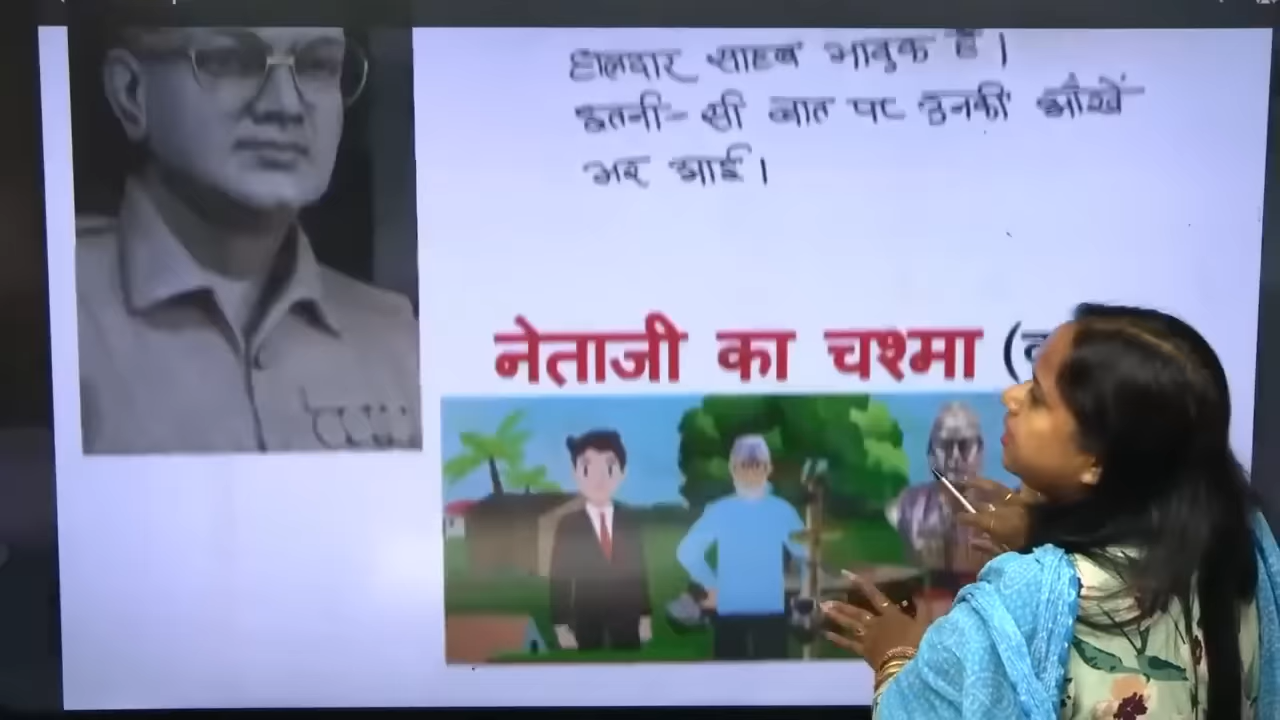 हालदार साहब भावुक हैं।
इतनी-सी बात पर उनकी आँखें
भर आई।
नेताजी का चश्मा (